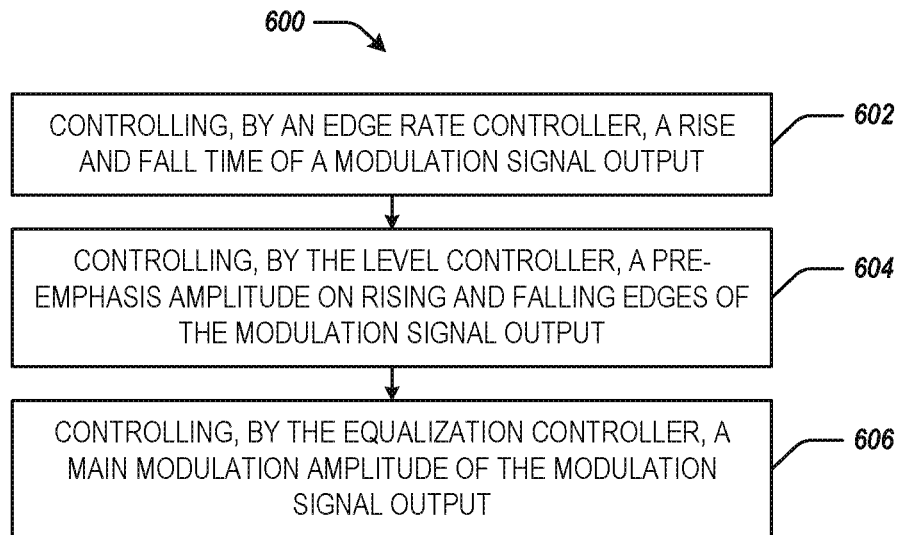 600
CONTROLLING, BY AN EDGE RATE CONTROLLER, A RISE
AND FALL TIME OF A MODULATION SIGNAL OUTPUT
602
CONTROLLING, BY THE LEVEL CONTROLLER, A PRE-
EMPHASIS AMPLITUDE ON RISING AND FALLING EDGES OF
THE MODULATION SIGNAL OUTPUT
604
CONTROLLING, BY THE EQUALIZATION CONTROLLER, A
MAIN MODULATION AMPLITUDE OF THE MODULATION
SIGNAL OUTPUT
606